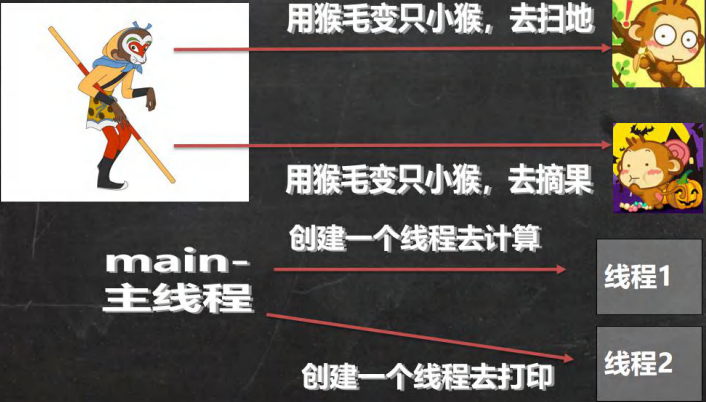 用猴毛变只小猴，去扫地
用猴毛变只小猴，去摘果
创建一个线程去计算
main-
主线程
线程1
线程2
创建一个线程去打印